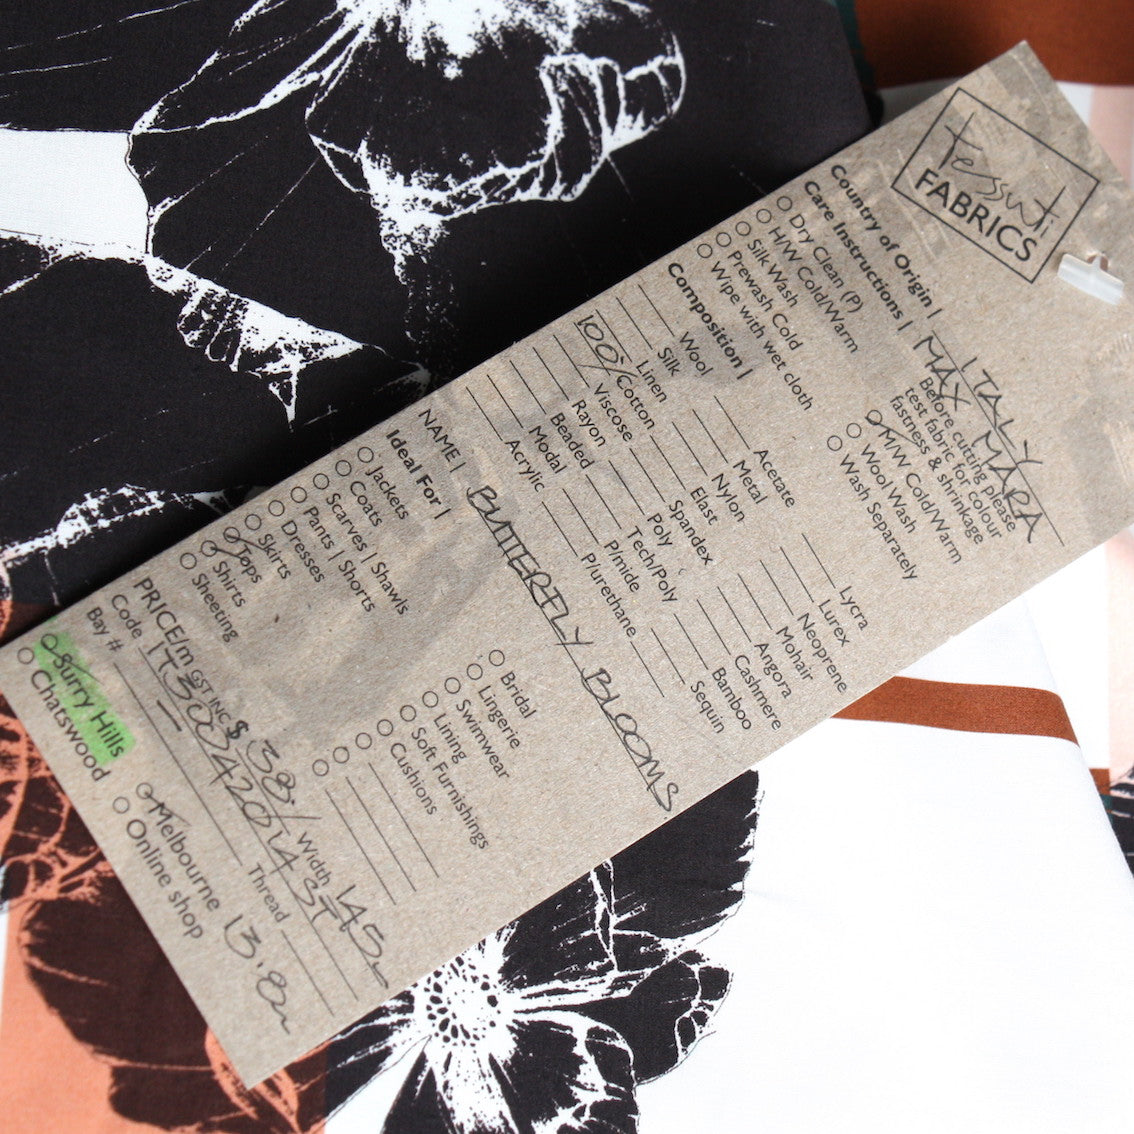 Tessuti
FABRICS
Country of Origin | ITALY
Care Instructions | MAX MARA
Dry Clean (P)
H/W Cold/Warm
Silk Wash
Prewash Cold
Wipe with wet cloth
Before cutting please
test fabric for colour
fastness & shrinkage
M/W Cold/Warm
Wool Wash
Wash Separately
Composition |
Wool
Silk
Linen
100% Cotton
Viscose
Rayon
Beaded
Modal
Acrylic
Acetate
Metal
Nylon
Elast
Spandex
Poly
Tech/Poly
P/mide
P/urethane
Lycra
Lurex
Neoprene
Mohair
Angora
Cashmere
Bamboo
Sequin
NAME | BUTTERFLY BLOOMS
Ideal For |
Jackets
Coats
Scarves | Shawls
Pants | Shorts
Dresses
Skirts
Tops
Shirts
Sheeting
Bridal
Lingerie
Swimwear
Lining
Soft Furnishings
Cushions
PRICE/m GST INC $ 38./ Width 145
Code IT30042014ST
Bay # – Thread
Surry Hills
Chatswood
Melbourne 13.8m
Online shop